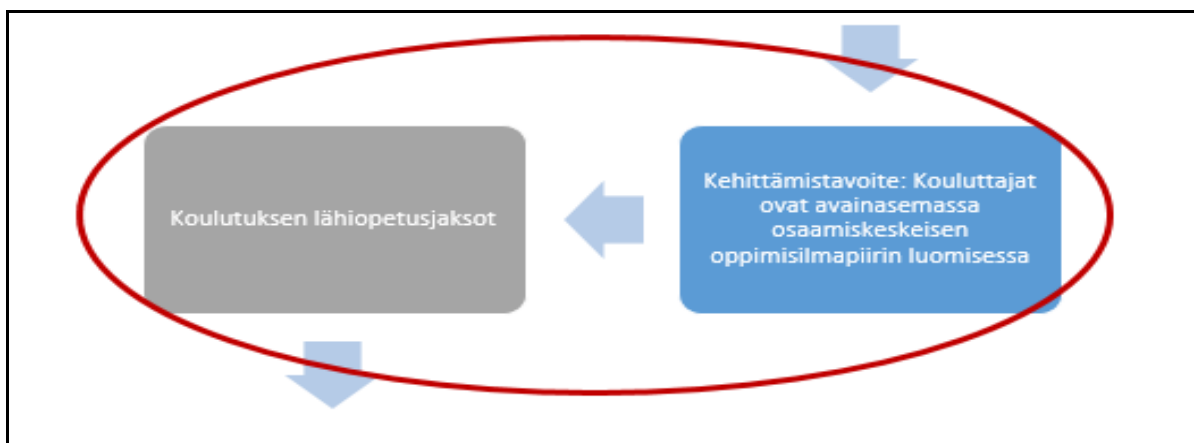 Koulutuksen lähiopetusjaksot
Kehittämistavoite: Kouluttajat
ovat avainasemassa
osaamiskeskeisen
oppimisilmapiirin luomisessa